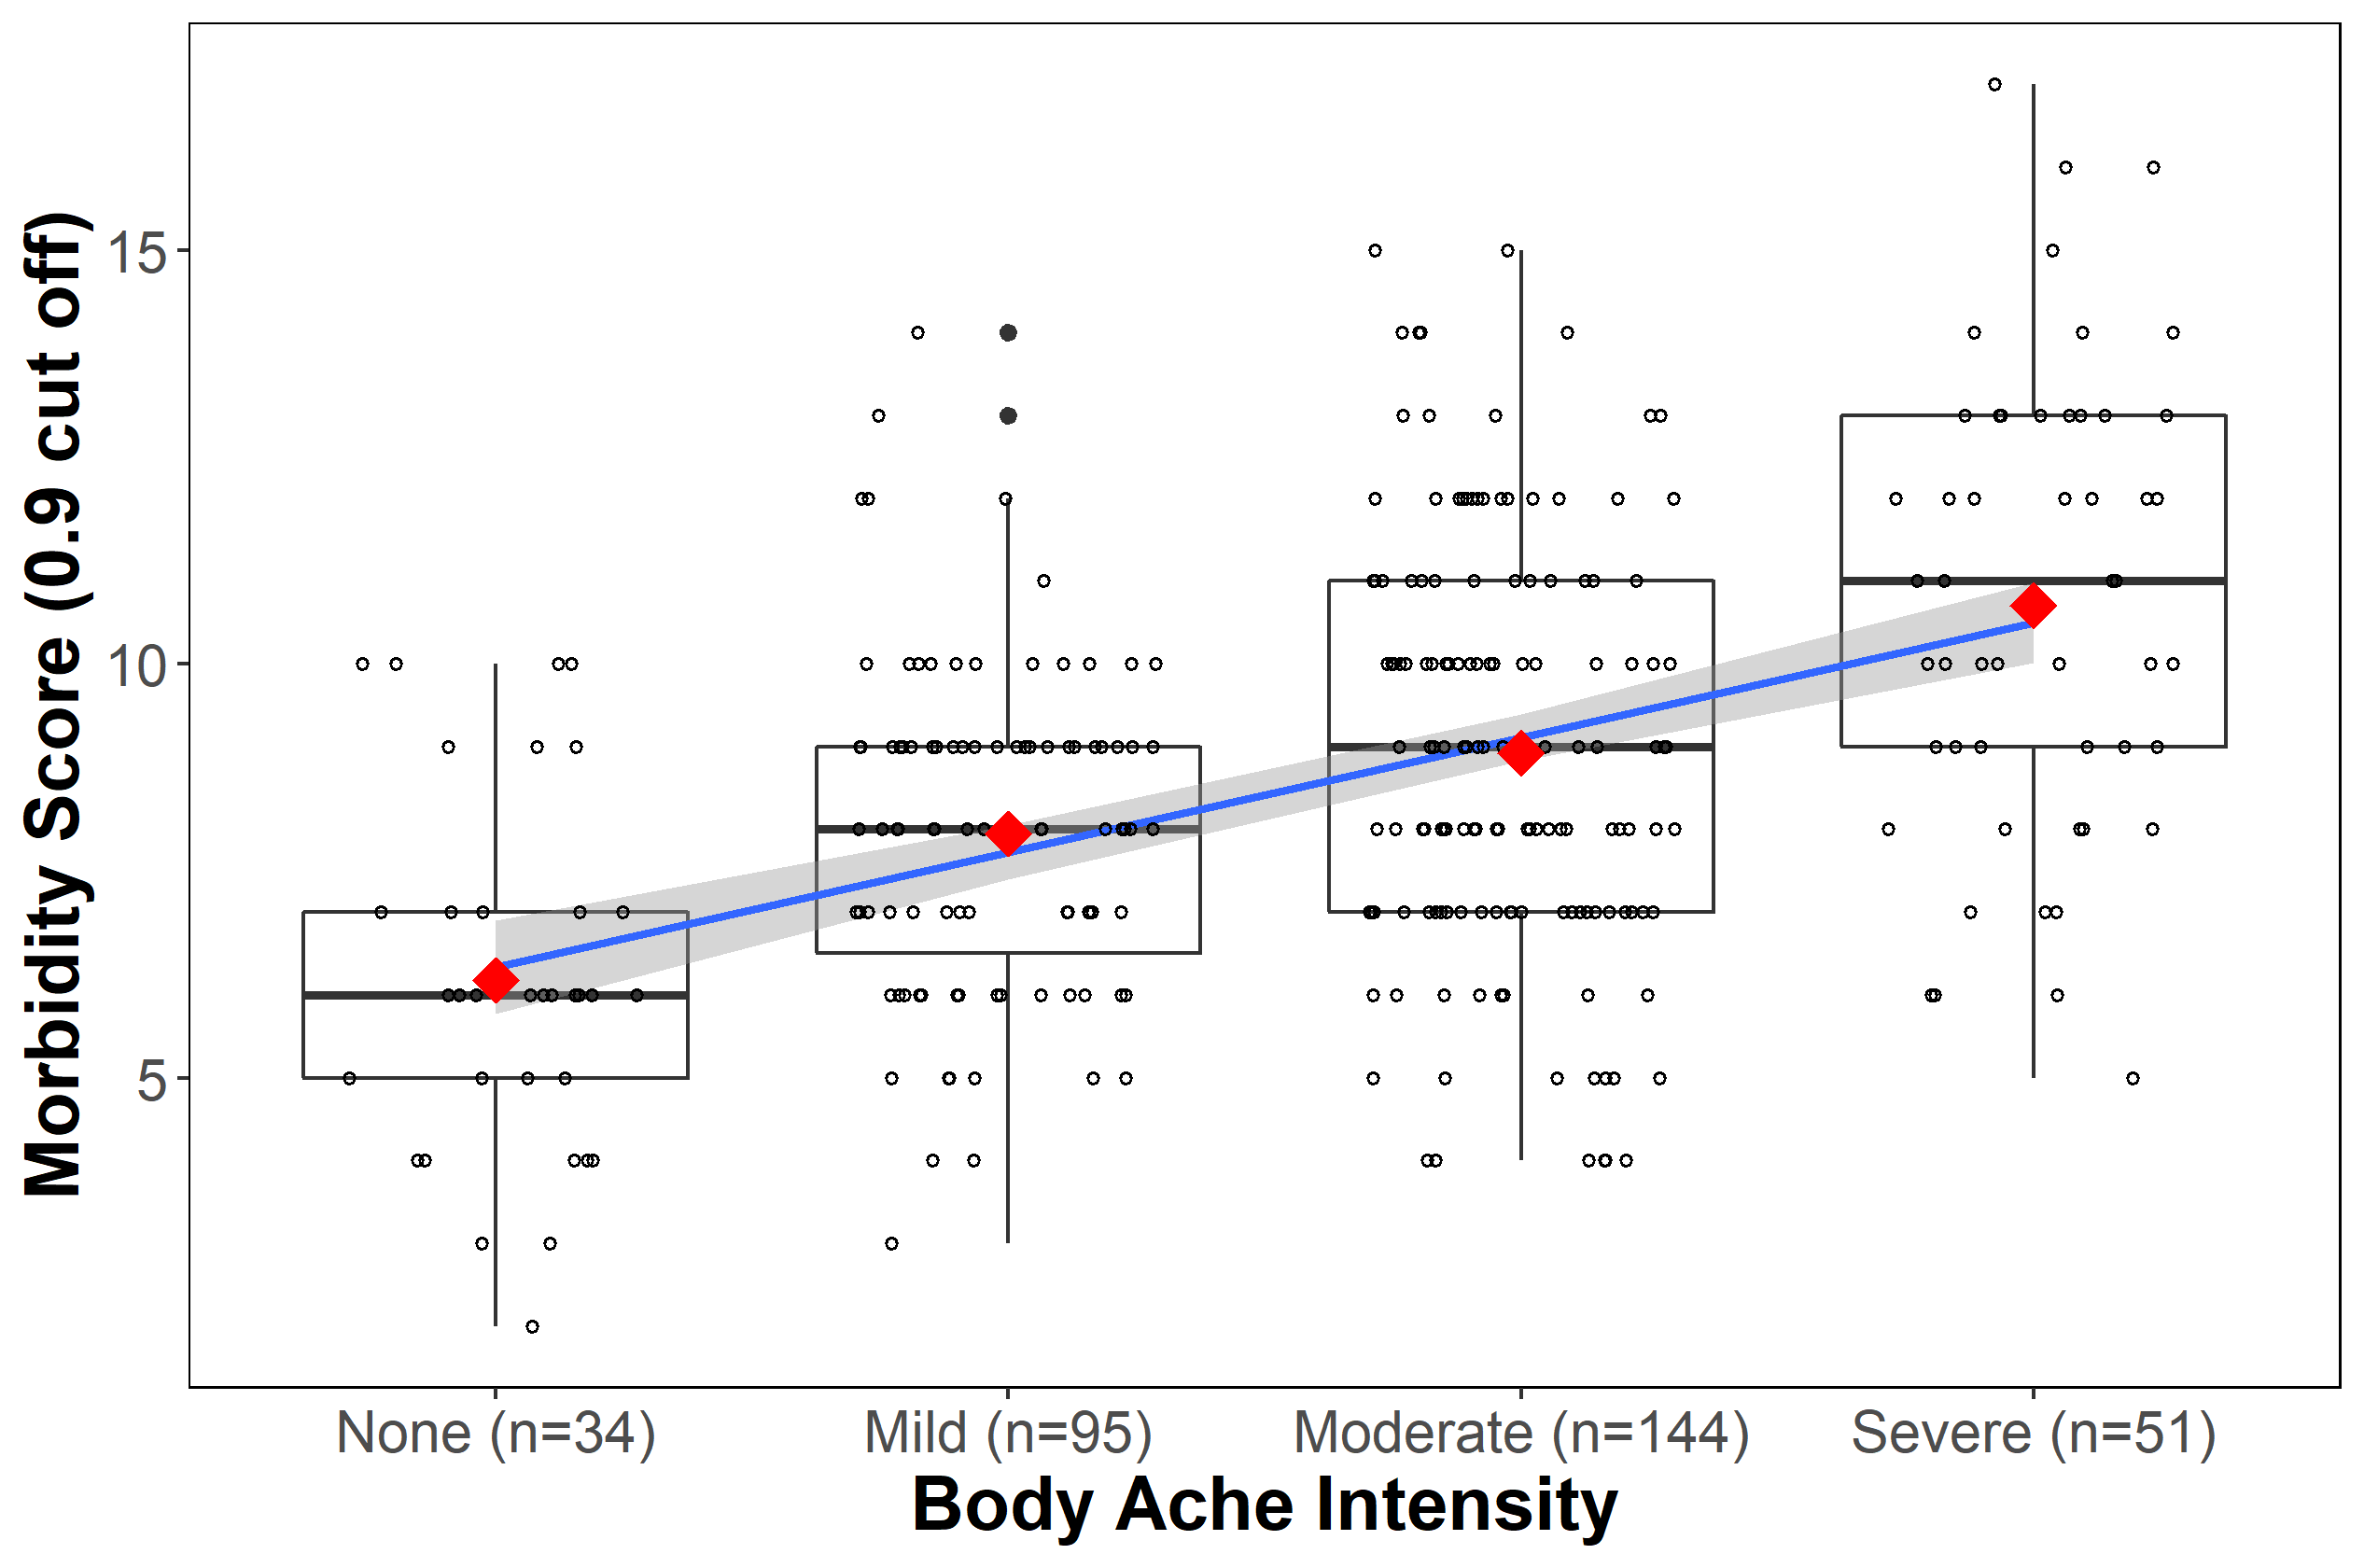 Morbidity Score (0.9 cut off)
15
10
5
None (n=34)
Mild (n=95)
Moderate (n=144)
Severe (n=51)
Body Ache Intensity